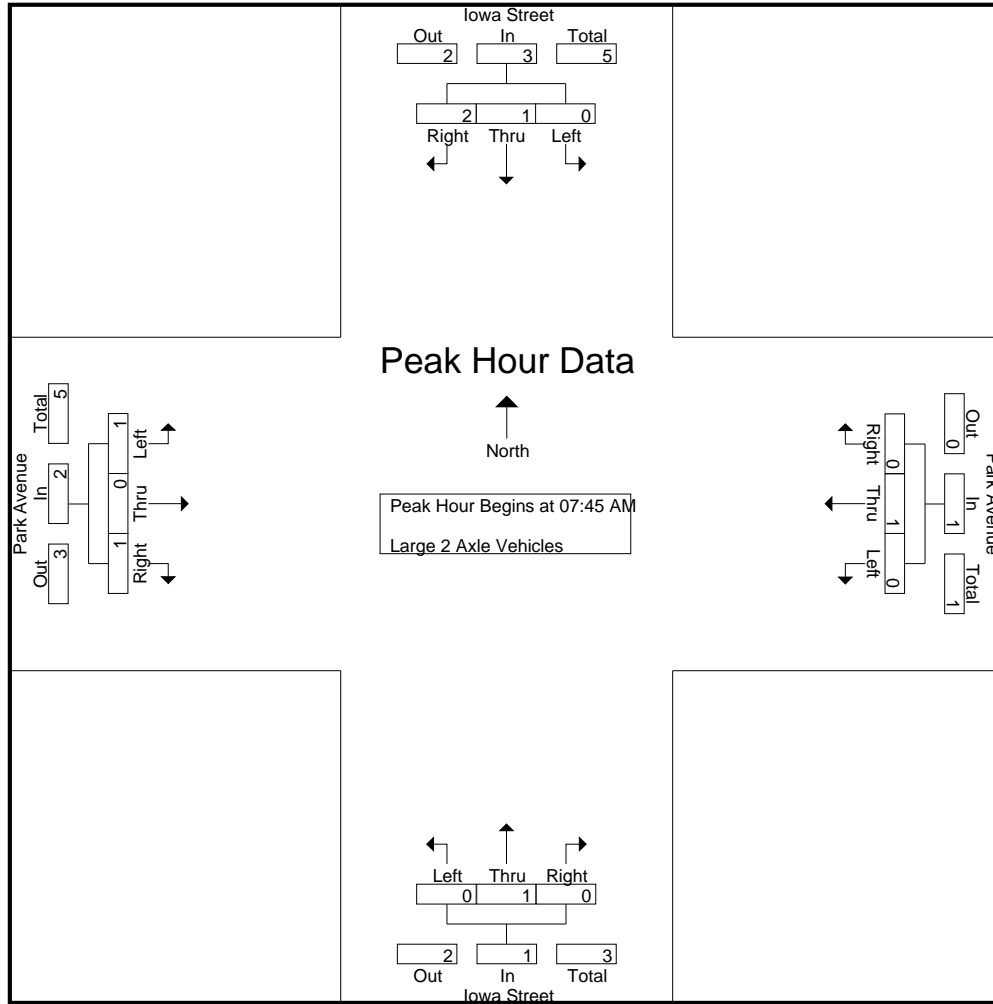 Iowa Street
Out In Total
2 3 5
2 1 0
Right Thru Left
Peak Hour Data
North
Peak Hour Begins at 07:45 AM
Large 2 Axle Vehicles
Park Avenue
Total In Out
5 2 3
1 0 1
Left Thru Right
Park Avenue
Out In Total
0 1 1
0 1 0
Right Thru Left
Left Thru Right
0 1 0
2 1 3
Out In Total
Iowa Street